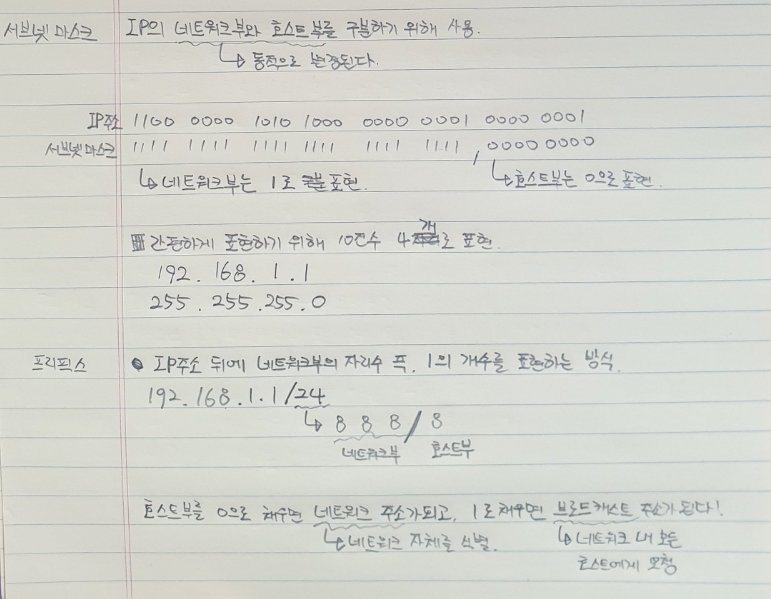 서브넷 마스크 IP의 네트워크부와 호스트부를 구분하기 위해 사용.
↳ 동적으로 변경된다.
IP주소 1100 0000 1010 1000 0000 0001 0000 0001
서브넷마스크 1111 1111 1111 1111 1111 1111 , 0000 0000
↳ 네트워크부는 1로 표현. ↳ 호스트부는 0으로 표현.
간편하게 표현하기 위해 10진수 4개로 표현.
192.168.1.1
255.255.255.0
프리픽스 IP주소 뒤에 네트워크부의 자리수 즉, 1의 개수를 표현하는 방식.
192.168.1.1/24
↳ 8 8 8 / 8
네트워크부 호스트부
호스트부를 0으로 채우면 네트워크 주소가되고, 1로채우면 브로드캐스트 주소가 된다!
↳ 네트워크 자체를 식별. ↳ 네트워크 내 모든
호스트에게 요청